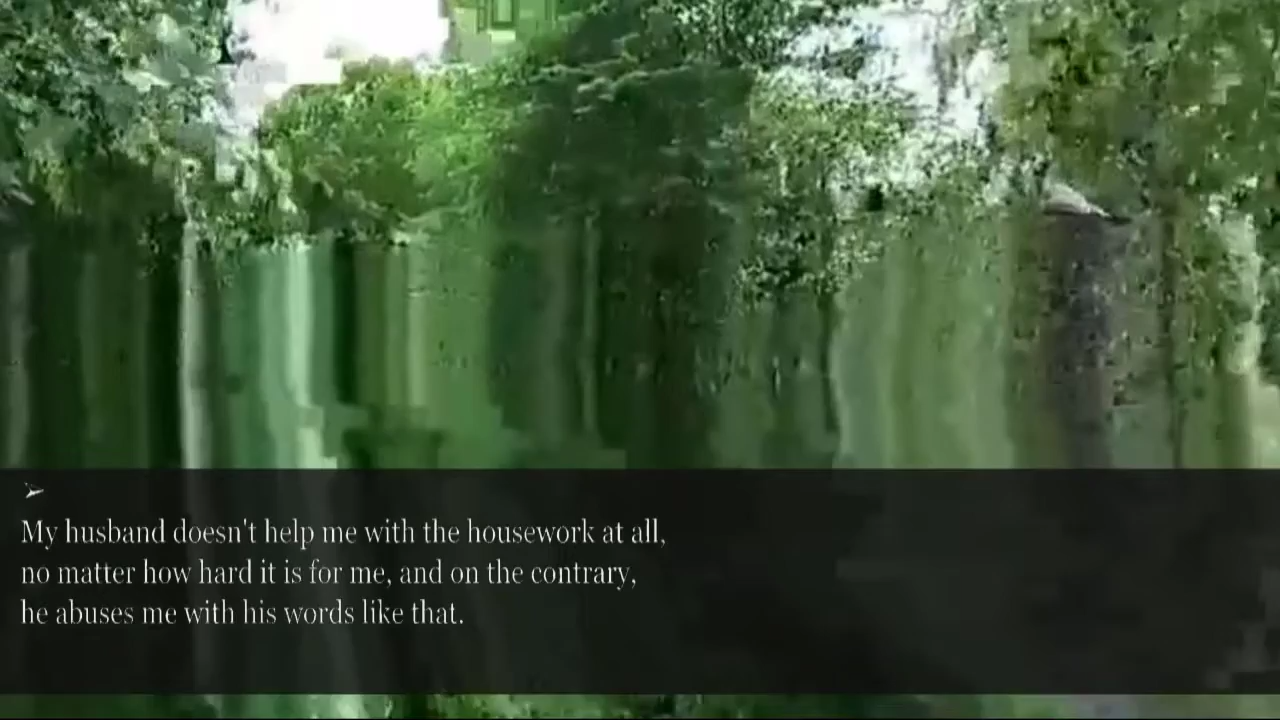 My husband doesn't help me with the housework at all,
no matter how hard it is for me, and on the contrary,
he abuses me with his words like that.